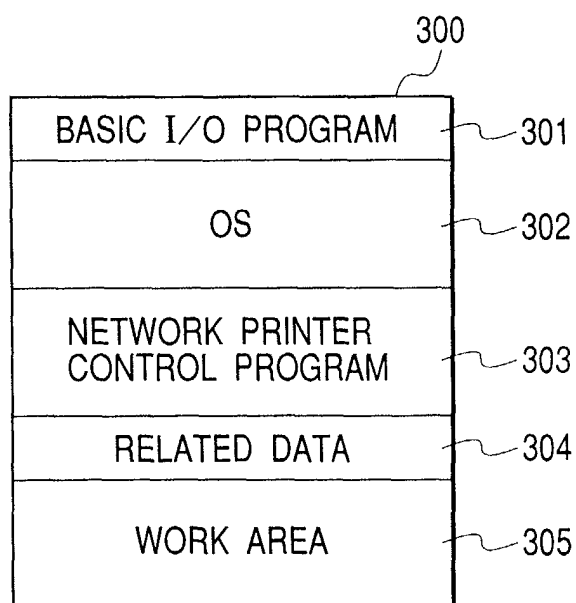 300
BASIC I/O PROGRAM 301
OS 302
NETWORK PRINTER
CONTROL PROGRAM 303
RELATED DATA 304
WORK AREA 305